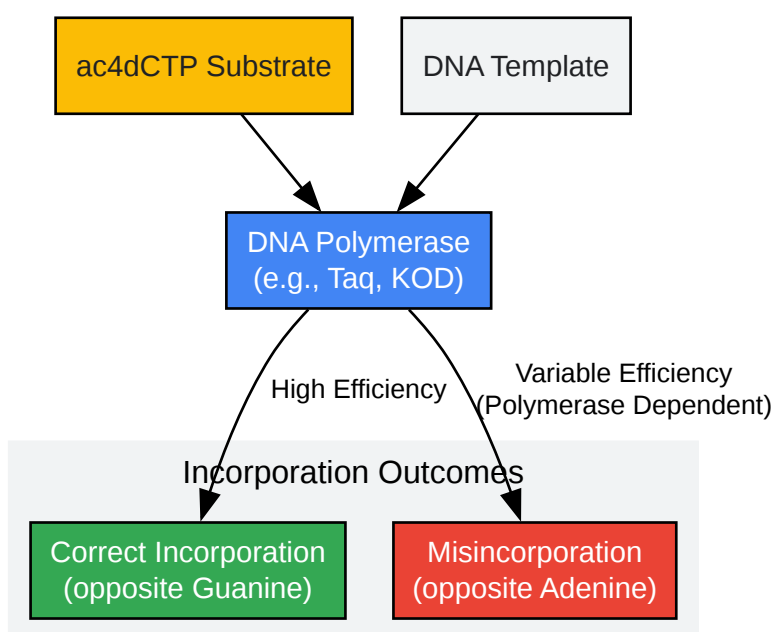 ac4dCTP Substrate
DNA Template
DNA Polymerase
(e.g., Taq, KOD)
High Efficiency
Variable Efficiency
(Polymerase Dependent)
Incorporation Outcomes
Correct Incorporation
(opposite Guanine)
Misincorporation
(opposite Adenine)